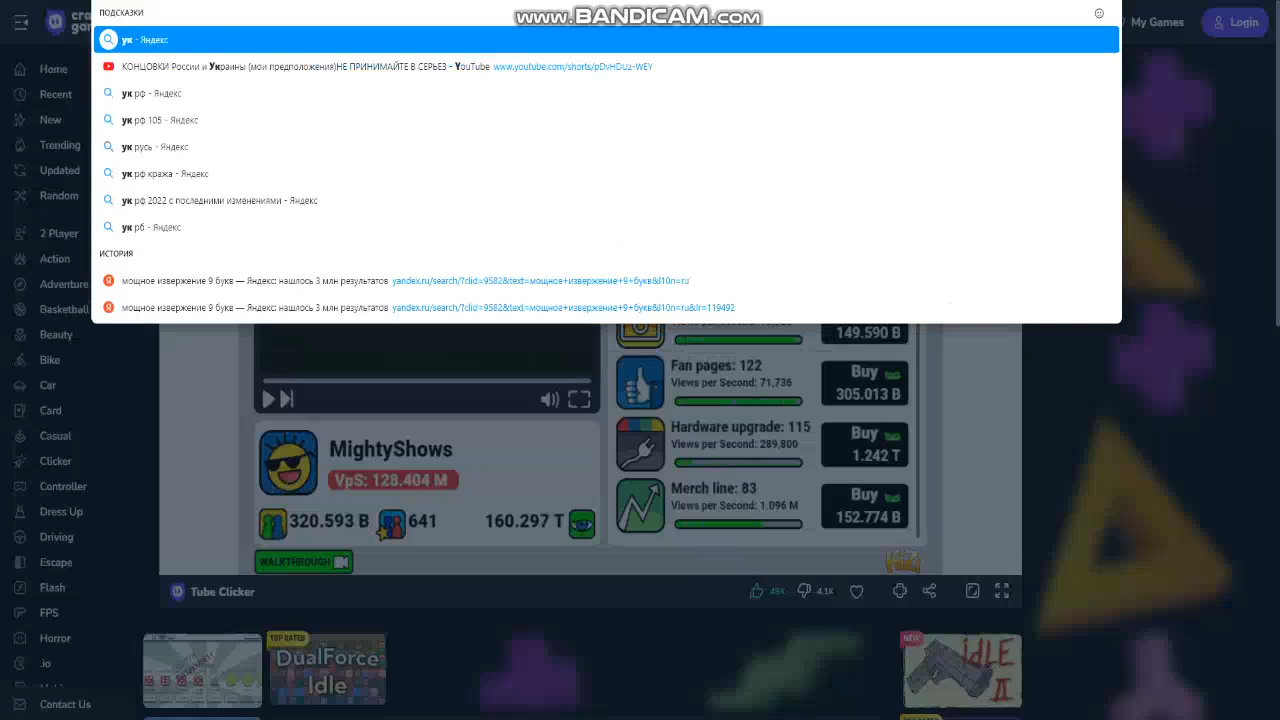 ПОДСКАЗКИ
www.BANDICAM.com
ук - Яндекс
КОНЦОВКИ России и Украины (мои предположения)НЕ ПРИНИМАЙТЕ В СЕРЬЕЗ - YouTube www.youtube.com/shorts/pDvHDUz-WEY
ук рф - Яндекс
ук рф 105 - Яндекс
ук русь - Яндекс
ук рф кража - Яндекс
ук рф 2022 с последними изменениями - Яндекс
ук рб - Яндекс
ИСТОРИЯ
мощное извержение 9 букв — Яндекс: нашлось 3 млн результатов yandex.ru/search/?clid=9582&text=мощное+извержение+9+букв&l10n=ru
мощное извержение 9 букв — Яндекс: нашлось 3 млн результатов yandex.ru/search/?clid=9582&text=мощное+извержение+9+букв&l10n=ru&lr=119492
My Games
Login
Home
Recent
New
Trending
Updated
Random
2 Player
Action
Adventure
Basketball
Beauty
Bike
Car
Card
Casual
Clicker
Controller
Dress Up
Driving
Escape
Flash
FPS
Horror
.io
Contact Us
149.590 B
Fan pages: 122
Views per Second: 71,736
Buy
305.013 B
Hardware upgrade: 115
Views per Second: 289,800
Buy
1.242 T
Merch line: 83
Views per Second: 1.096 M
Buy
152.774 B
MightyShows
VpS: 128.404 M
320.593 B
641
160.297 T
WALKTHROUGH
Tube Clicker
49K
4.1K
TOP RATED
DualForce
Idle
NEW
iDLE
II